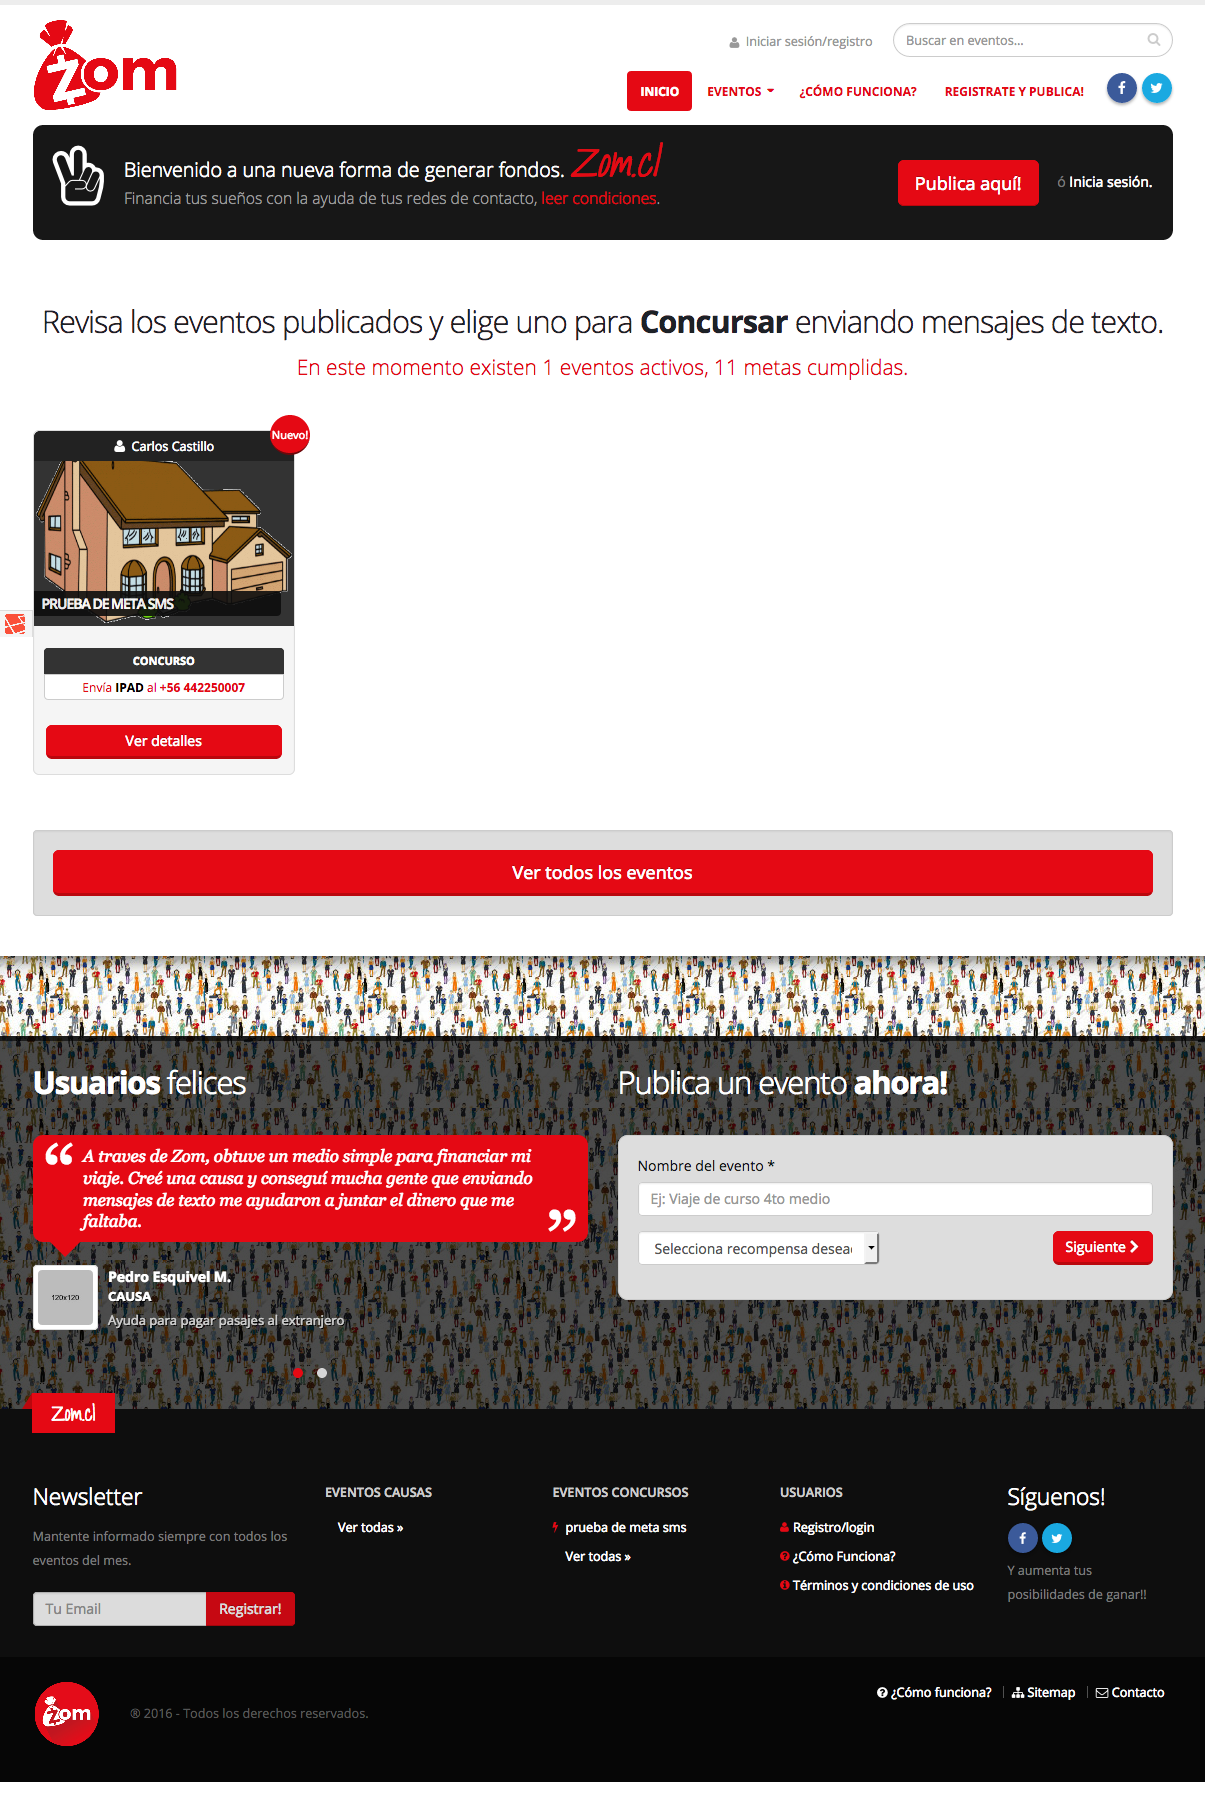 Zom
Iniciar sesión/registro
Buscar en eventos...
INICIO
EVENTOS
¿CÓMO FUNCIONA?
REGISTRATE Y PUBLICA!
Bienvenido a una nueva forma de generar fondos. Zom.cl
Financia tus sueños con la ayuda de tus redes de contacto, leer condiciones.
Publica aquí!
ó Inicia sesión.
Revisa los eventos publicados y elige uno para Concursar enviando mensajes de texto.
En este momento existen 1 eventos activos, 11 metas cumplidas.
Nuevo!
Carlos Castillo
PRUEBA DE META SMS
CONCURSO
Envía IPAD al +56 442250007
Ver detalles
Ver todos los eventos
Usuarios felices
A traves de Zom, obtuve un medio simple para financiar mi
viaje. Creé una causa y conseguí mucha gente que enviando
mensajes de texto me ayudaron a juntar el dinero que me
faltaba.
120x120
Pedro Esquivel M.
CAUSA
Ayuda para pagar pasajes al extranjero
Publica un evento ahora!
Nombre del evento *
Ej: Viaje de curso 4to medio
Selecciona recompensa desea
Siguiente
Zom.cl
Newsletter
Mantente informado siempre con todos los
eventos del mes.
Tu Email
Registrar!
EVENTOS CAUSAS
Ver todas »
EVENTOS CONCURSOS
prueba de meta sms
Ver todas »
USUARIOS
Registro/login
¿Cómo Funciona?
Términos y condiciones de uso
Síguenos!
Y aumenta tus
posibilidades de ganar!!
Zom
® 2016 - Todos los derechos reservados.
¿Cómo funciona?
Sitemap
Contacto